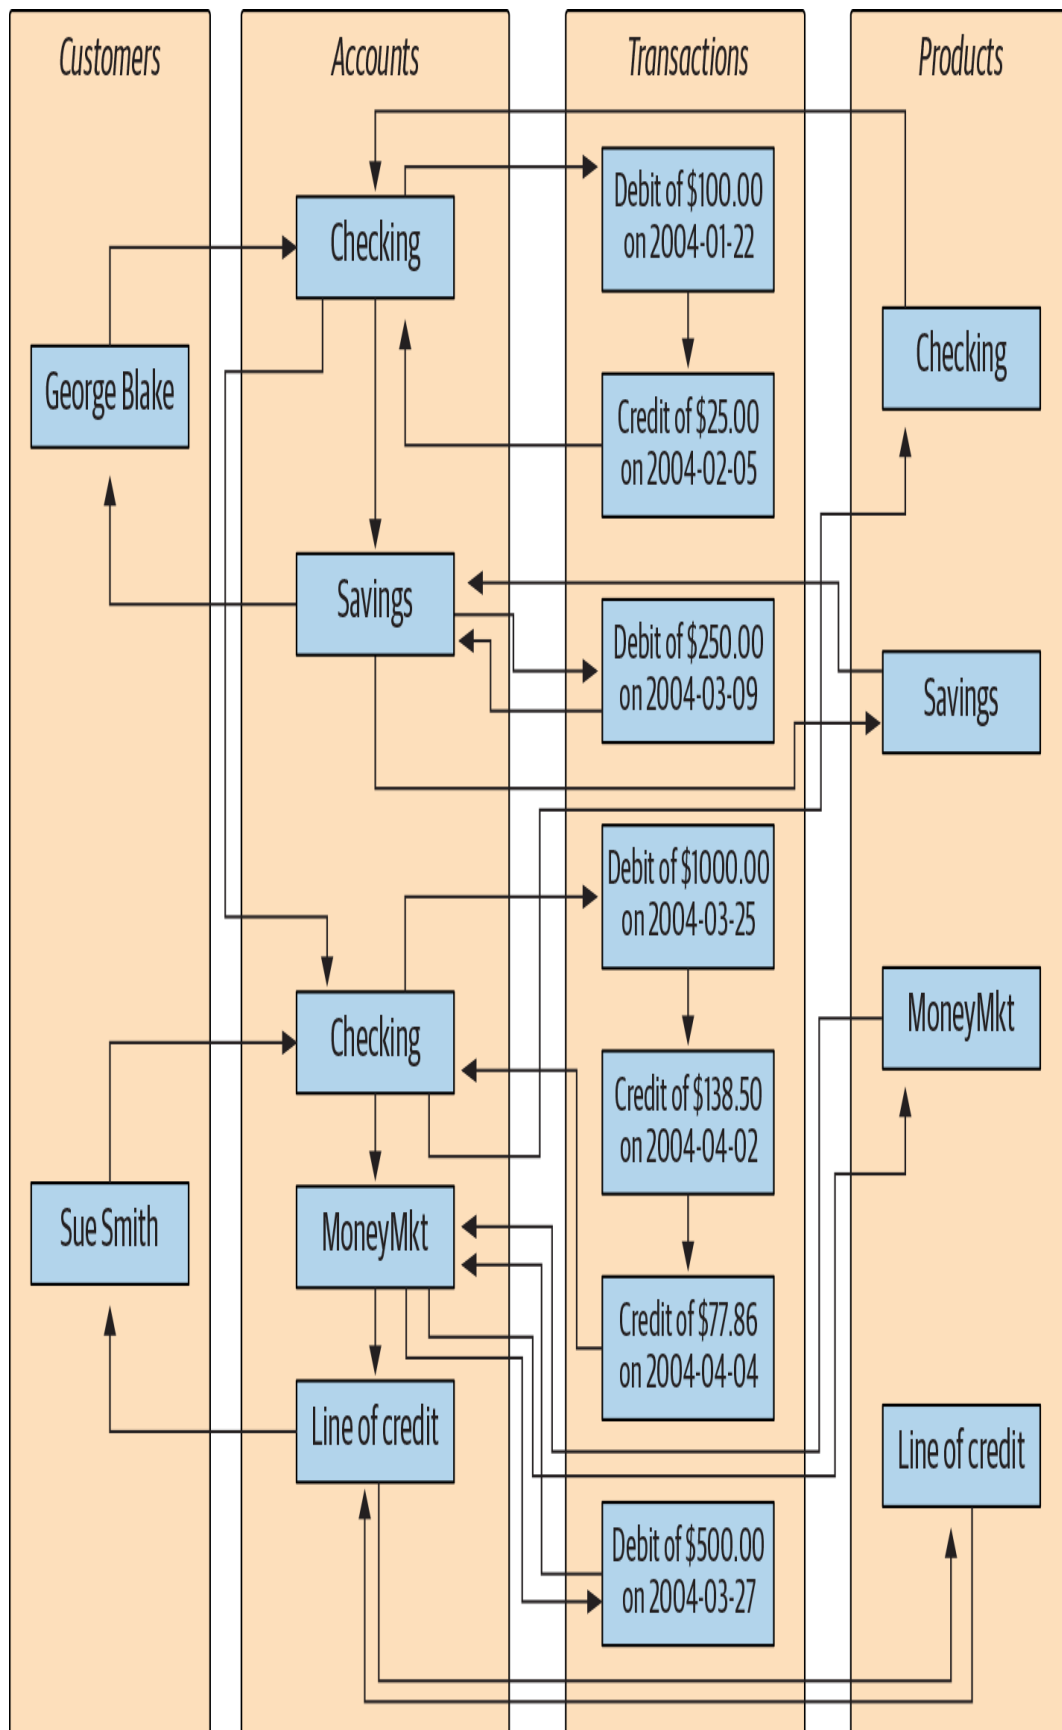 Customers
Accounts
Transactions
Products
George Blake
Sue Smith
Checking
Savings
Checking
MoneyMkt
Line of credit
Debit of $100.00
on 2004-01-22
Credit of $25.00
on 2004-02-05
Debit of $250.00
on 2004-03-09
Debit of $1000.00
on 2004-03-25
Credit of $138.50
on 2004-04-02
Credit of $77.86
on 2004-04-04
Debit of $500.00
on 2004-03-27
Checking
Savings
MoneyMkt
Line of credit